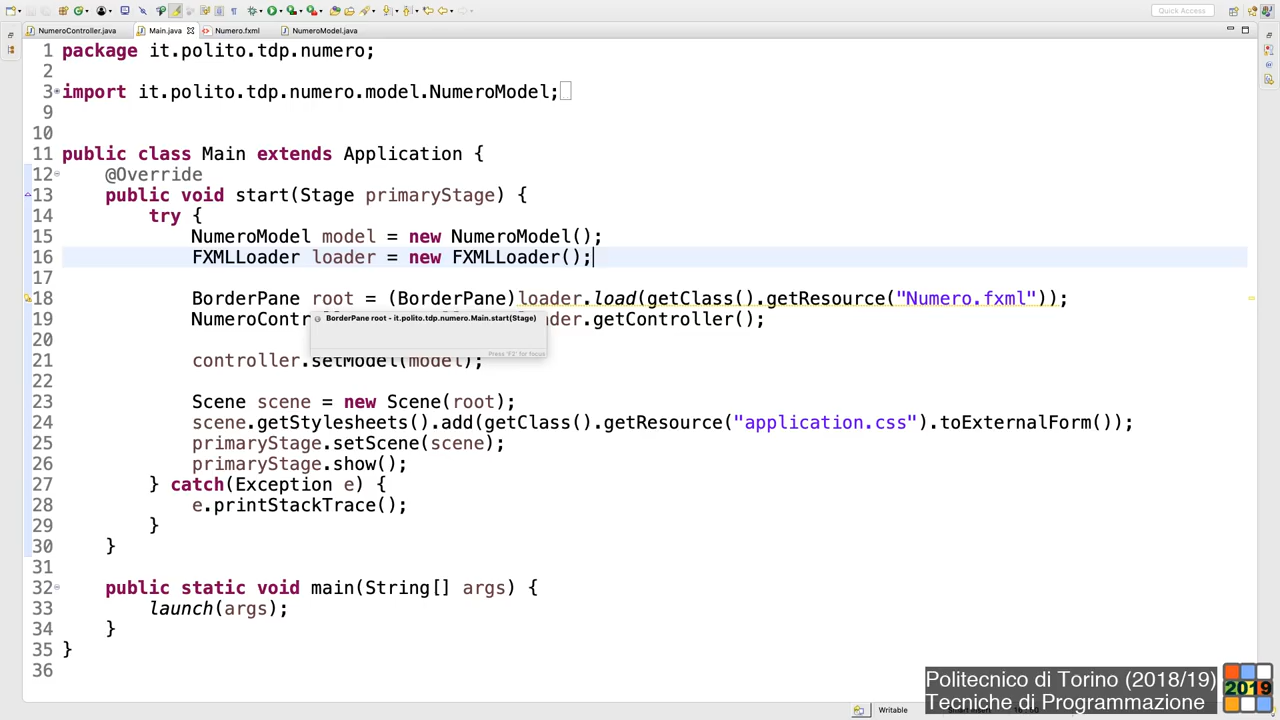 Quick Access
NumeroController.java Main.java Numero.fxml NumeroModel.java
1 package it.polito.tdp.numero;
2
3 import it.polito.tdp.numero.model.NumeroModel;
9
10
11 public class Main extends Application {
12 @Override
13 public void start(Stage primaryStage) {
14 try {
15 NumeroModel model = new NumeroModel();
16 FXMLLoader loader = new FXMLLoader();
17
18 BorderPane root = (BorderPane)loader.load(getClass().getResource("Numero.fxml"));
19 NumeroContr ader.getController();
BorderPane root - it.polito.tdp.numero.Main.start(Stage)
Press 'F2' for focus
20
21 controller.setModel(model);
22
23 Scene scene = new Scene(root);
24 scene.getStylesheets().add(getClass().getResource("application.css").toExternalForm());
25 primaryStage.setScene(scene);
26 primaryStage.show();
27 } catch(Exception e) {
28 e.printStackTrace();
29 }
30 }
31
32 public static void main(String[] args) {
33 launch(args);
34 }
35 }
36
Politecnico di Torino (2018/19)
Tecniche di Programmazione
2019
Writable